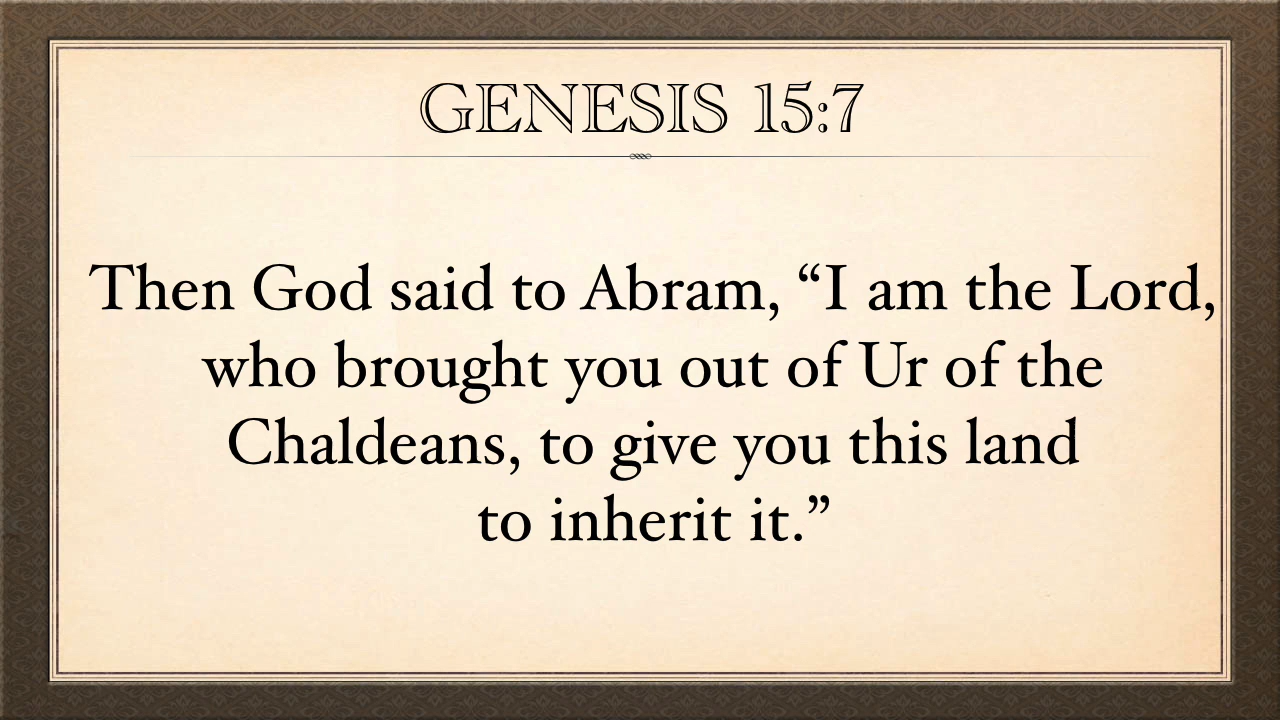 GENESIS 15:7
Then God said to Abram, “I am the Lord,
who brought you out of Ur of the
Chaldeans, to give you this land
to inherit it.”